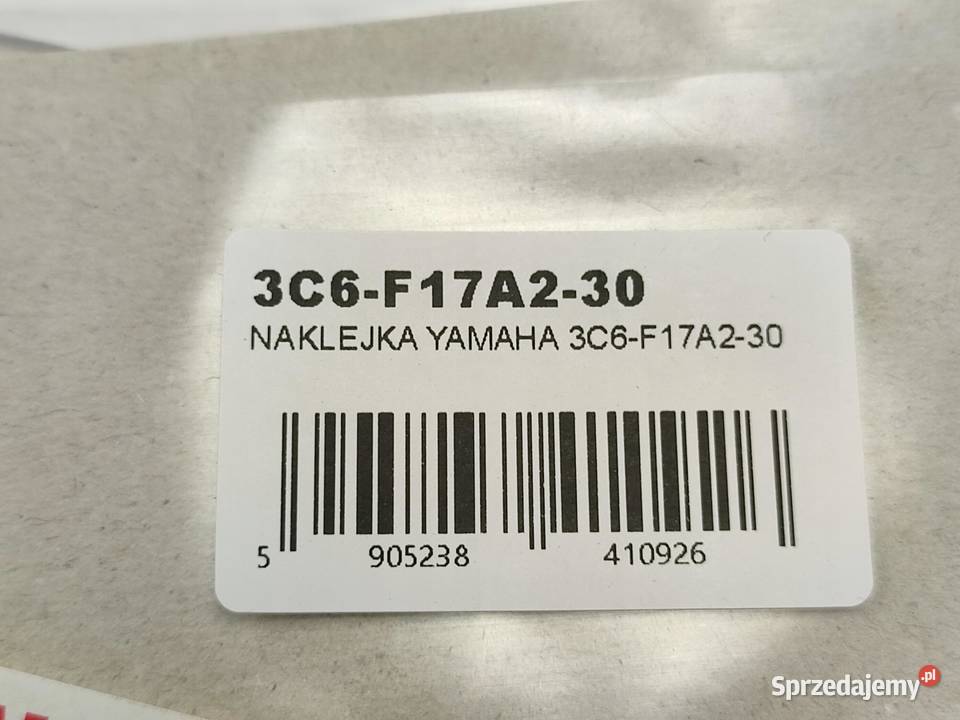 3C6-F17A2-30
NAKLEJKA YAMAHA 3C6-F17A2-30
5 905238 410926
Sprzedajemy.pl